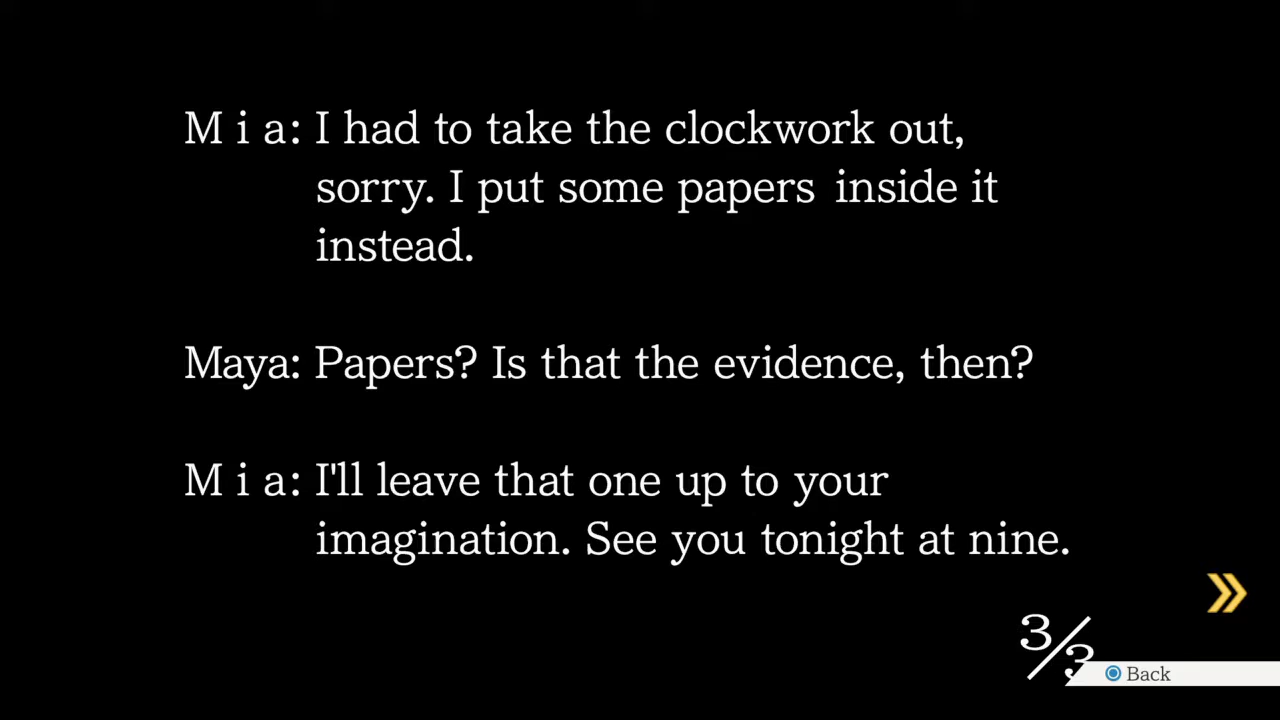 M i a: I had to take the clockwork out,
sorry. I put some papers inside it
instead.
Maya: Papers? Is that the evidence, then?
M i a: I'll leave that one up to your
imagination. See you tonight at nine.
3/3
Back